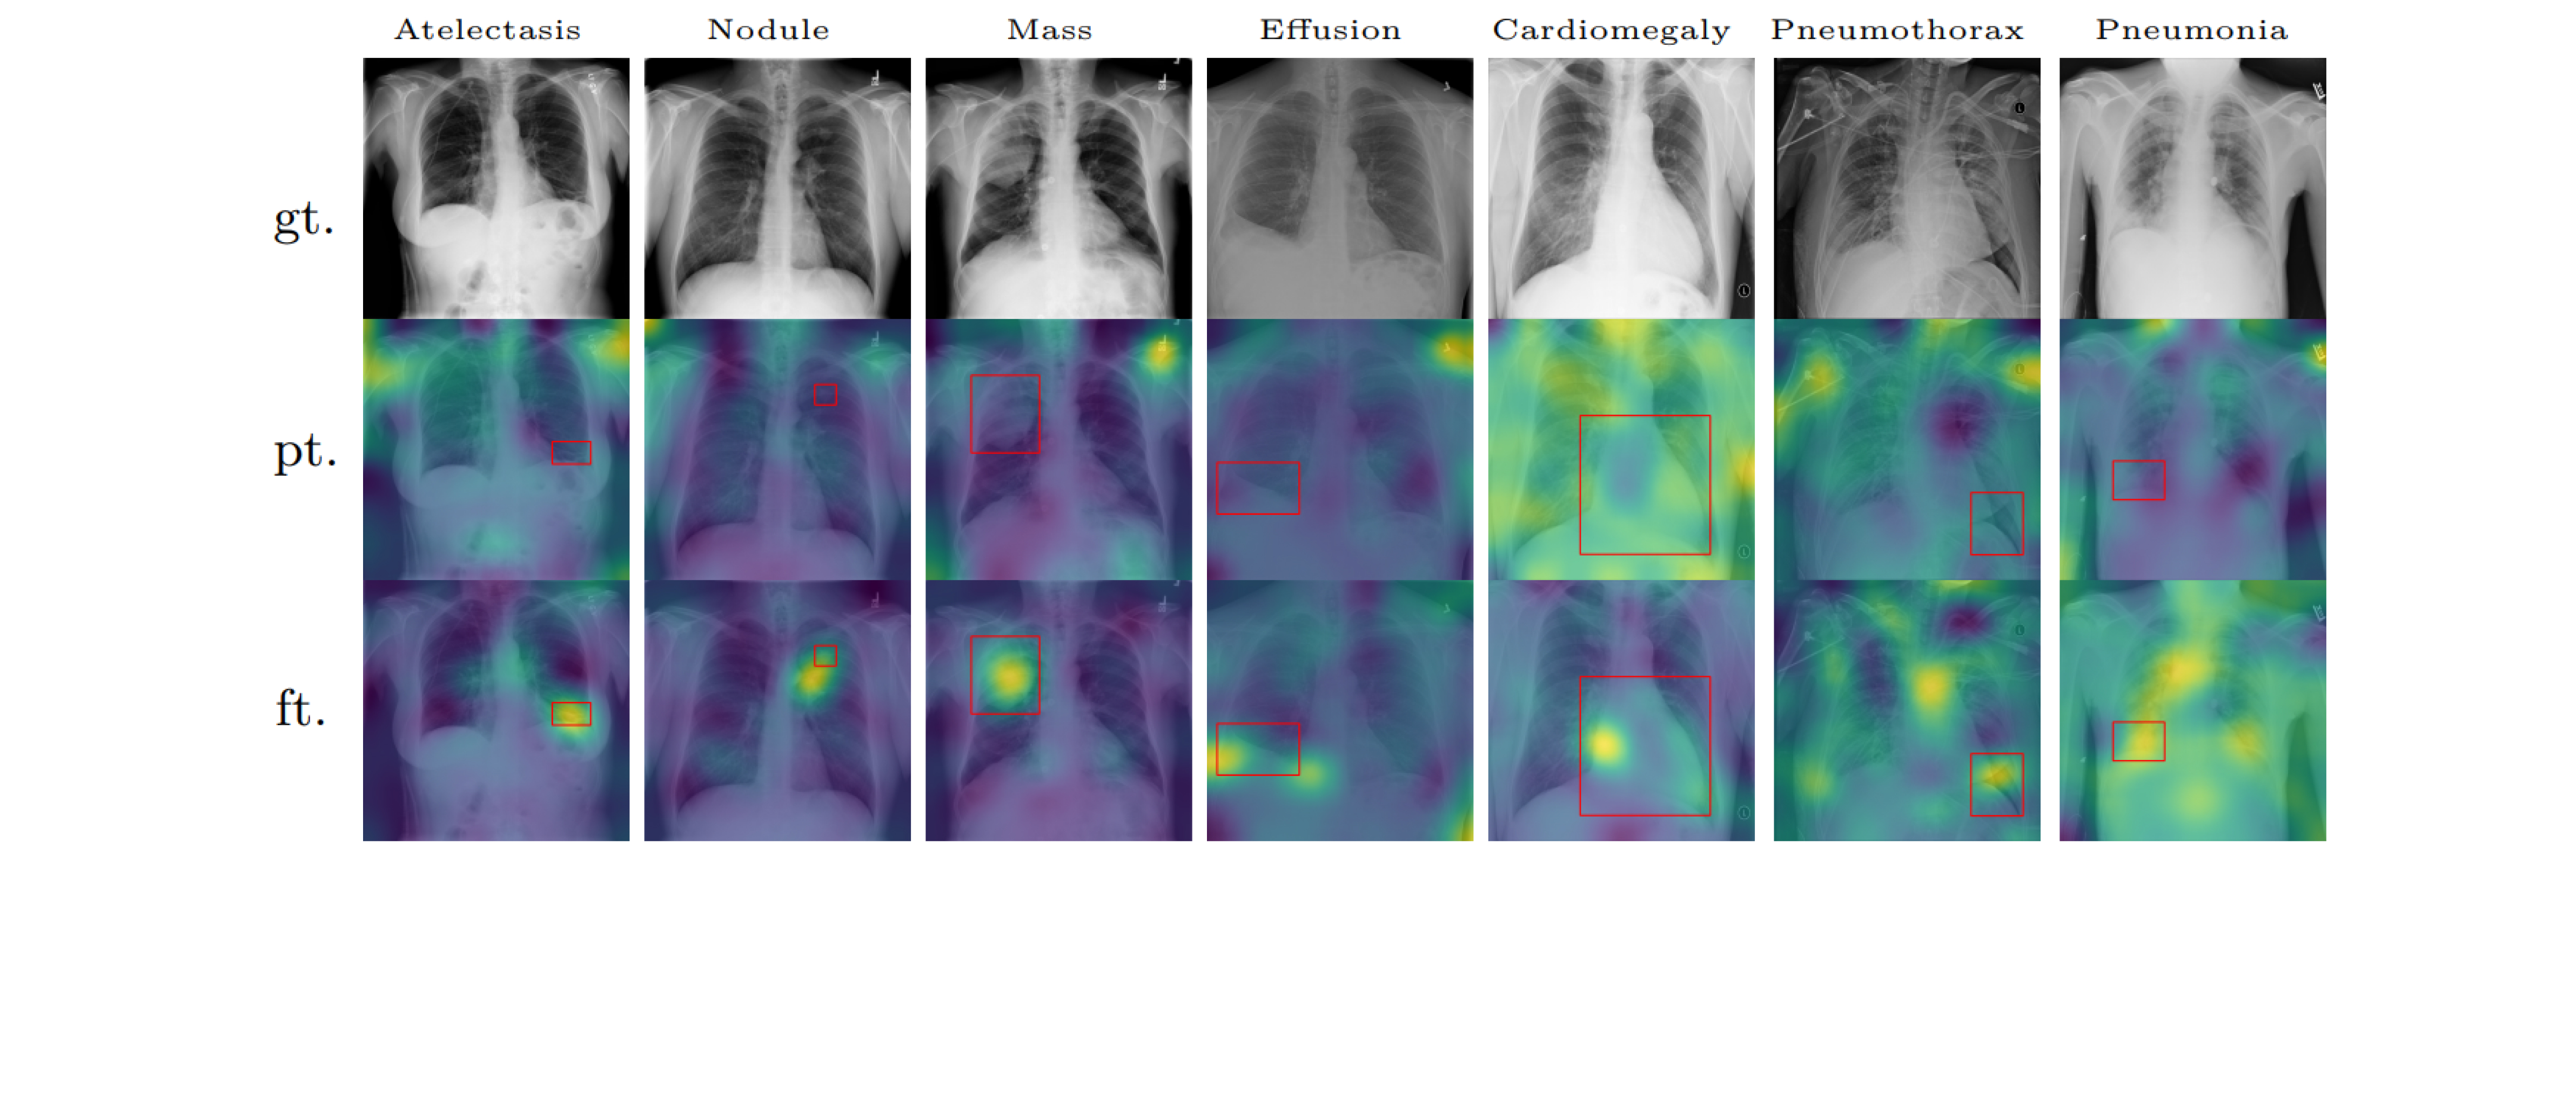 Atelectasis Nodule Mass Effusion Cardiomegaly Pneumothorax Pneumonia
gt.
pt.
ft.